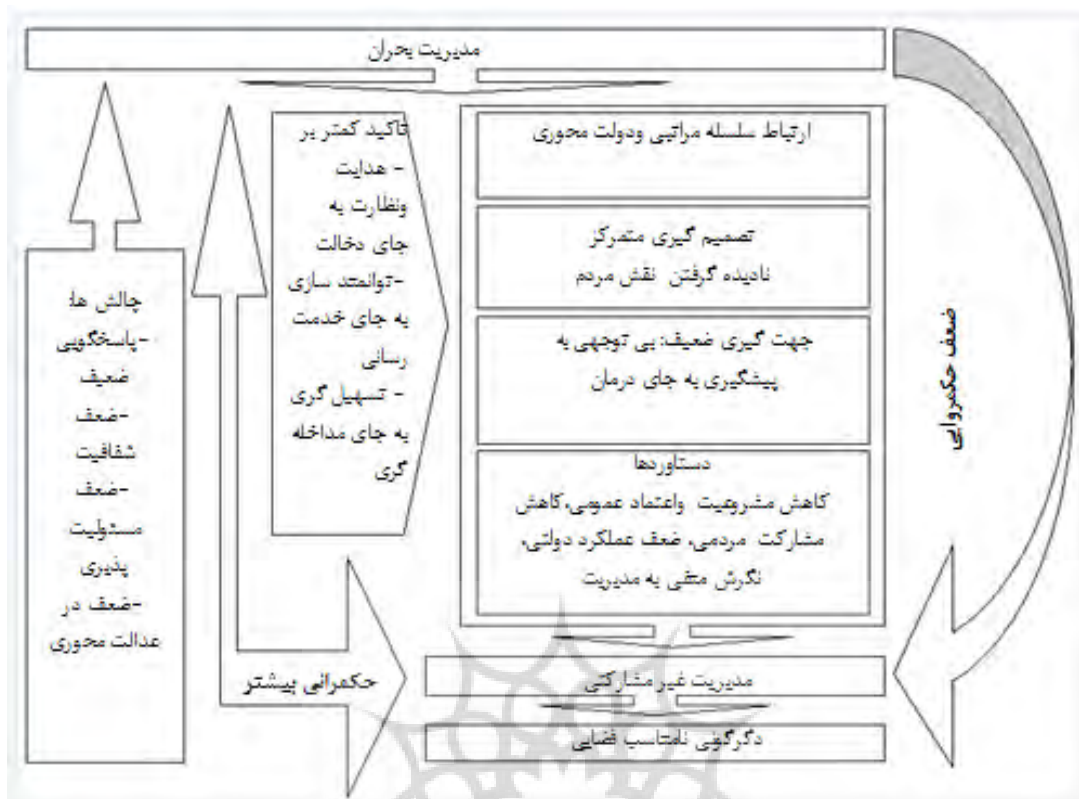 مدیریت بحران
ارتباط سلسله مراتبی ودولت محوری
تصمیم گیری متمرکز
نادیده گرفتن نقش مردم
جهت گیری ضعیف: بی توجهی به
پیشگیری به جای درمان
دستاوردها
کاهش مشروعیت واعتماد عمومی،کاهش
مشارکت مردمی، ضعف عملکرد دولتی،
نگرش منفی به مدیریت
ضعف حکمروایی
تاکید کمتر بر
- هدایت
ونظارت به
جای دخالت
-توانمند سازی
به جای خدمت
رسانی
- تسهیل گری
به جای مداخله
گری
چالش ها:
-پاسخگویی
ضعیف
-ضعف
شفافیت
-ضعف
مسئولیت
پذیری
-ضعف در
عدالت محوری
حکمرانی پیشتر
مدیریت غیر مشارکتی
دگرگونی نامتناسب فضایی